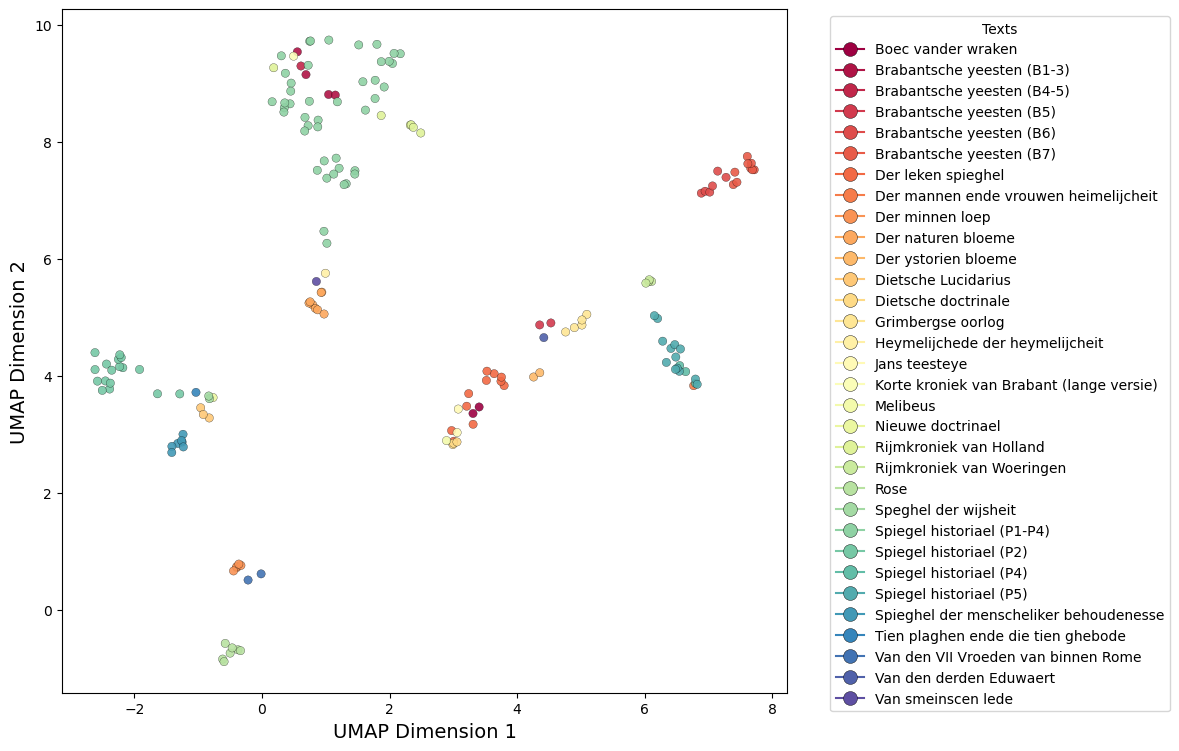 10
8
6
4
2
0
−2
0
2
4
6
8
UMAP Dimension 2
UMAP Dimension 1
Texts
Boec vander wraken
Brabantsche yeesten (B1-3)
Brabantsche yeesten (B4-5)
Brabantsche yeesten (B5)
Brabantsche yeesten (B6)
Brabantsche yeesten (B7)
Der leken spieghel
Der mannen ende vrouwen heimelijcheit
Der minnen loep
Der naturen bloeme
Der ystorien bloeme
Dietsche Lucidarius
Dietsche doctrinale
Grimbergse oorlog
Heymelijchede der heymelijcheit
Jans teesteye
Korte kroniek van Brabant (lange versie)
Melibeus
Nieuwe doctrinael
Rijmkroniek van Holland
Rijmkroniek van Woeringen
Rose
Speghel der wijsheit
Spiegel historiael (P1-P4)
Spiegel historiael (P2)
Spiegel historiael (P4)
Spiegel historiael (P5)
Spieghel der menscheliker behoudenesse
Tien plaghen ende die tien ghebode
Van den VII Vroeden van binnen Rome
Van den derden Eduwaert
Van smeinscen lede